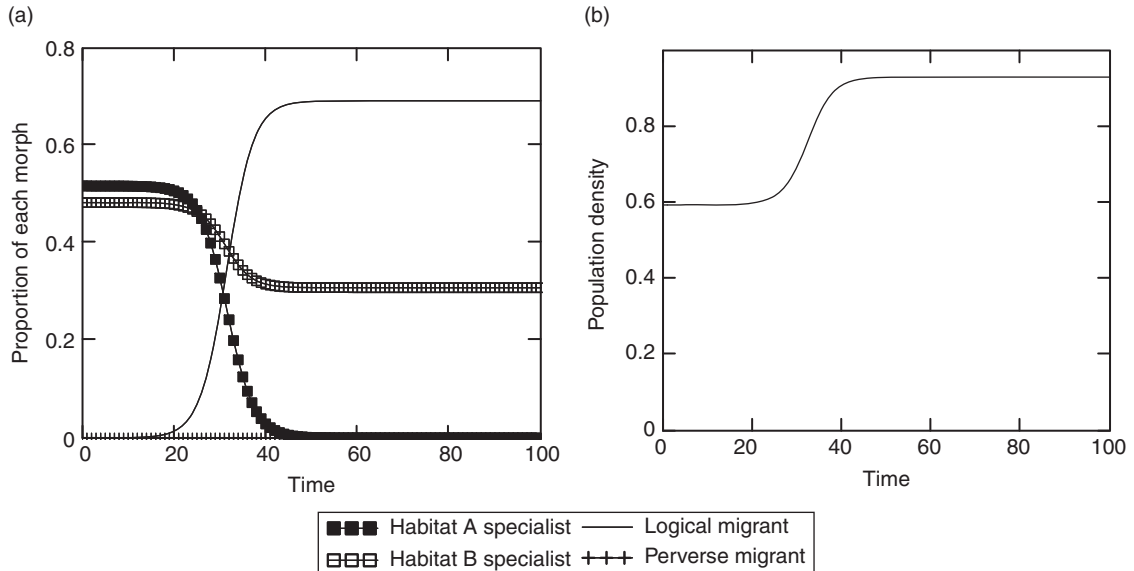 (a)
0.8
0.6
0.4
0.2
0
Proportion of each morph
0 20 40 60 80 100
Time
(b)
0.8
0.6
0.4
0.2
0
Population density
0 20 40 60 80 100
Time
Habitat A specialist Logical migrant
Habitat B specialist Perverse migrant